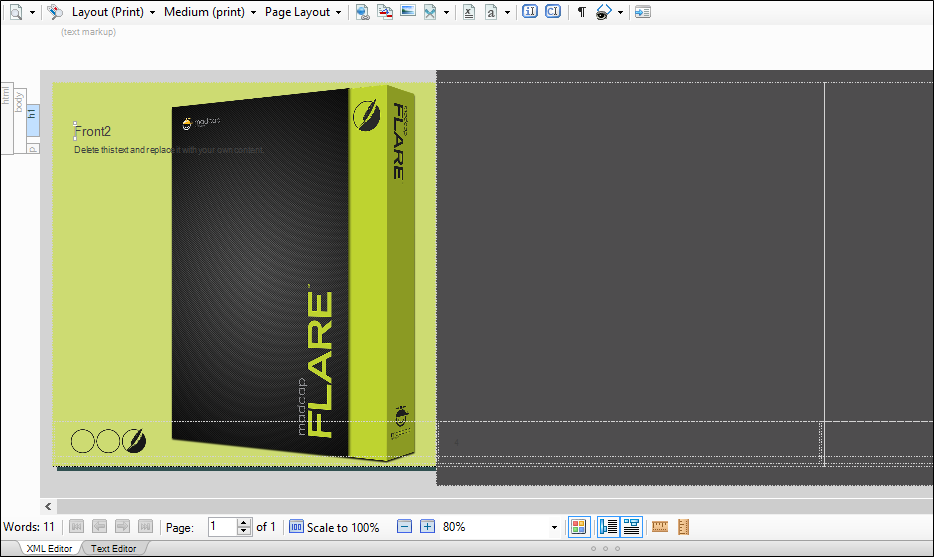 Layout (Print) Medium (print) Page Layout
(text markup)
html
body
h1
p
Front2
Delete this text and replace it with your own content.
madcap
madcap
FLARE
madcap
FLARE
Words: 11 Page: 1 of 1 100 Scale to 100% 80%
XML Editor Text Editor